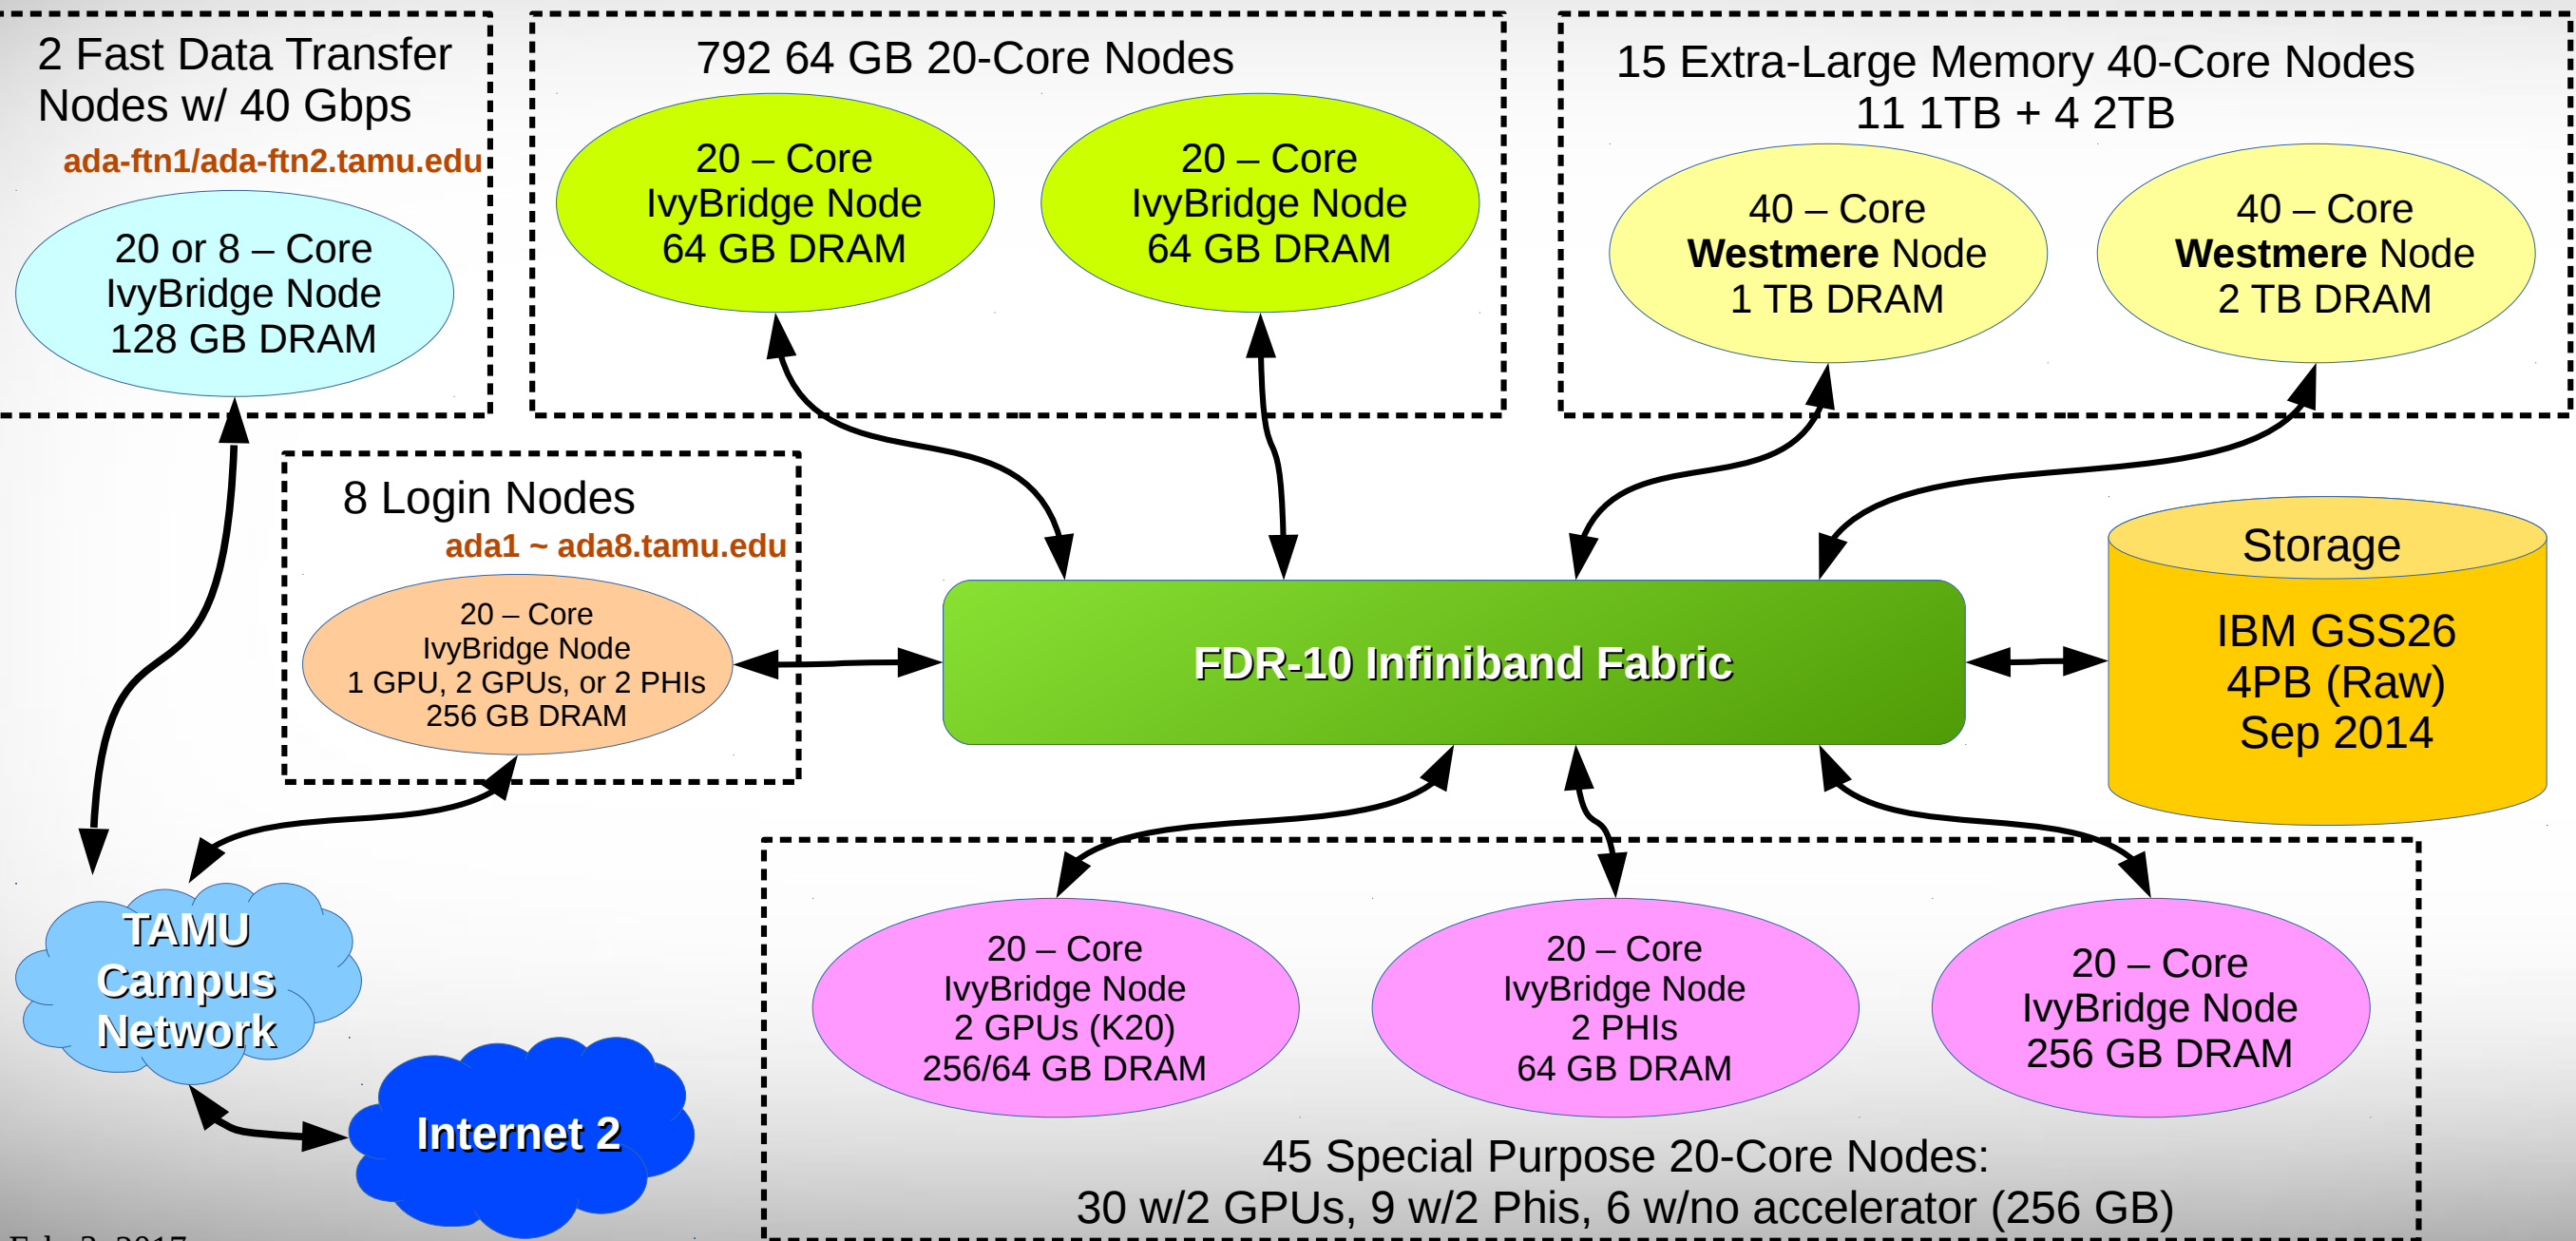 2 Fast Data Transfer
Nodes w/ 40 Gbps
ada-ftn1/ada-ftn2.tamu.edu
20 or 8 – Core
IvyBridge Node
128 GB DRAM
792 64 GB 20-Core Nodes
20 – Core
IvyBridge Node
64 GB DRAM
20 – Core
IvyBridge Node
64 GB DRAM
15 Extra-Large Memory 40-Core Nodes
11 1TB + 4 2TB
40 – Core
Westmere Node
1 TB DRAM
40 – Core
Westmere Node
2 TB DRAM
8 Login Nodes
ada1 ~ ada8.tamu.edu
20 – Core
IvyBridge Node
1 GPU, 2 GPUs, or 2 PHIs
256 GB DRAM
FDR-10 Infiniband Fabric
Storage
IBM GSS26
4PB (Raw)
Sep 2014
TAMU
Campus
Network
Internet 2
20 – Core
IvyBridge Node
2 GPUs (K20)
256/64 GB DRAM
20 – Core
IvyBridge Node
2 PHIs
64 GB DRAM
20 – Core
IvyBridge Node
256 GB DRAM
45 Special Purpose 20-Core Nodes:
30 w/2 GPUs, 9 w/2 Phis, 6 w/no accelerator (256 GB)